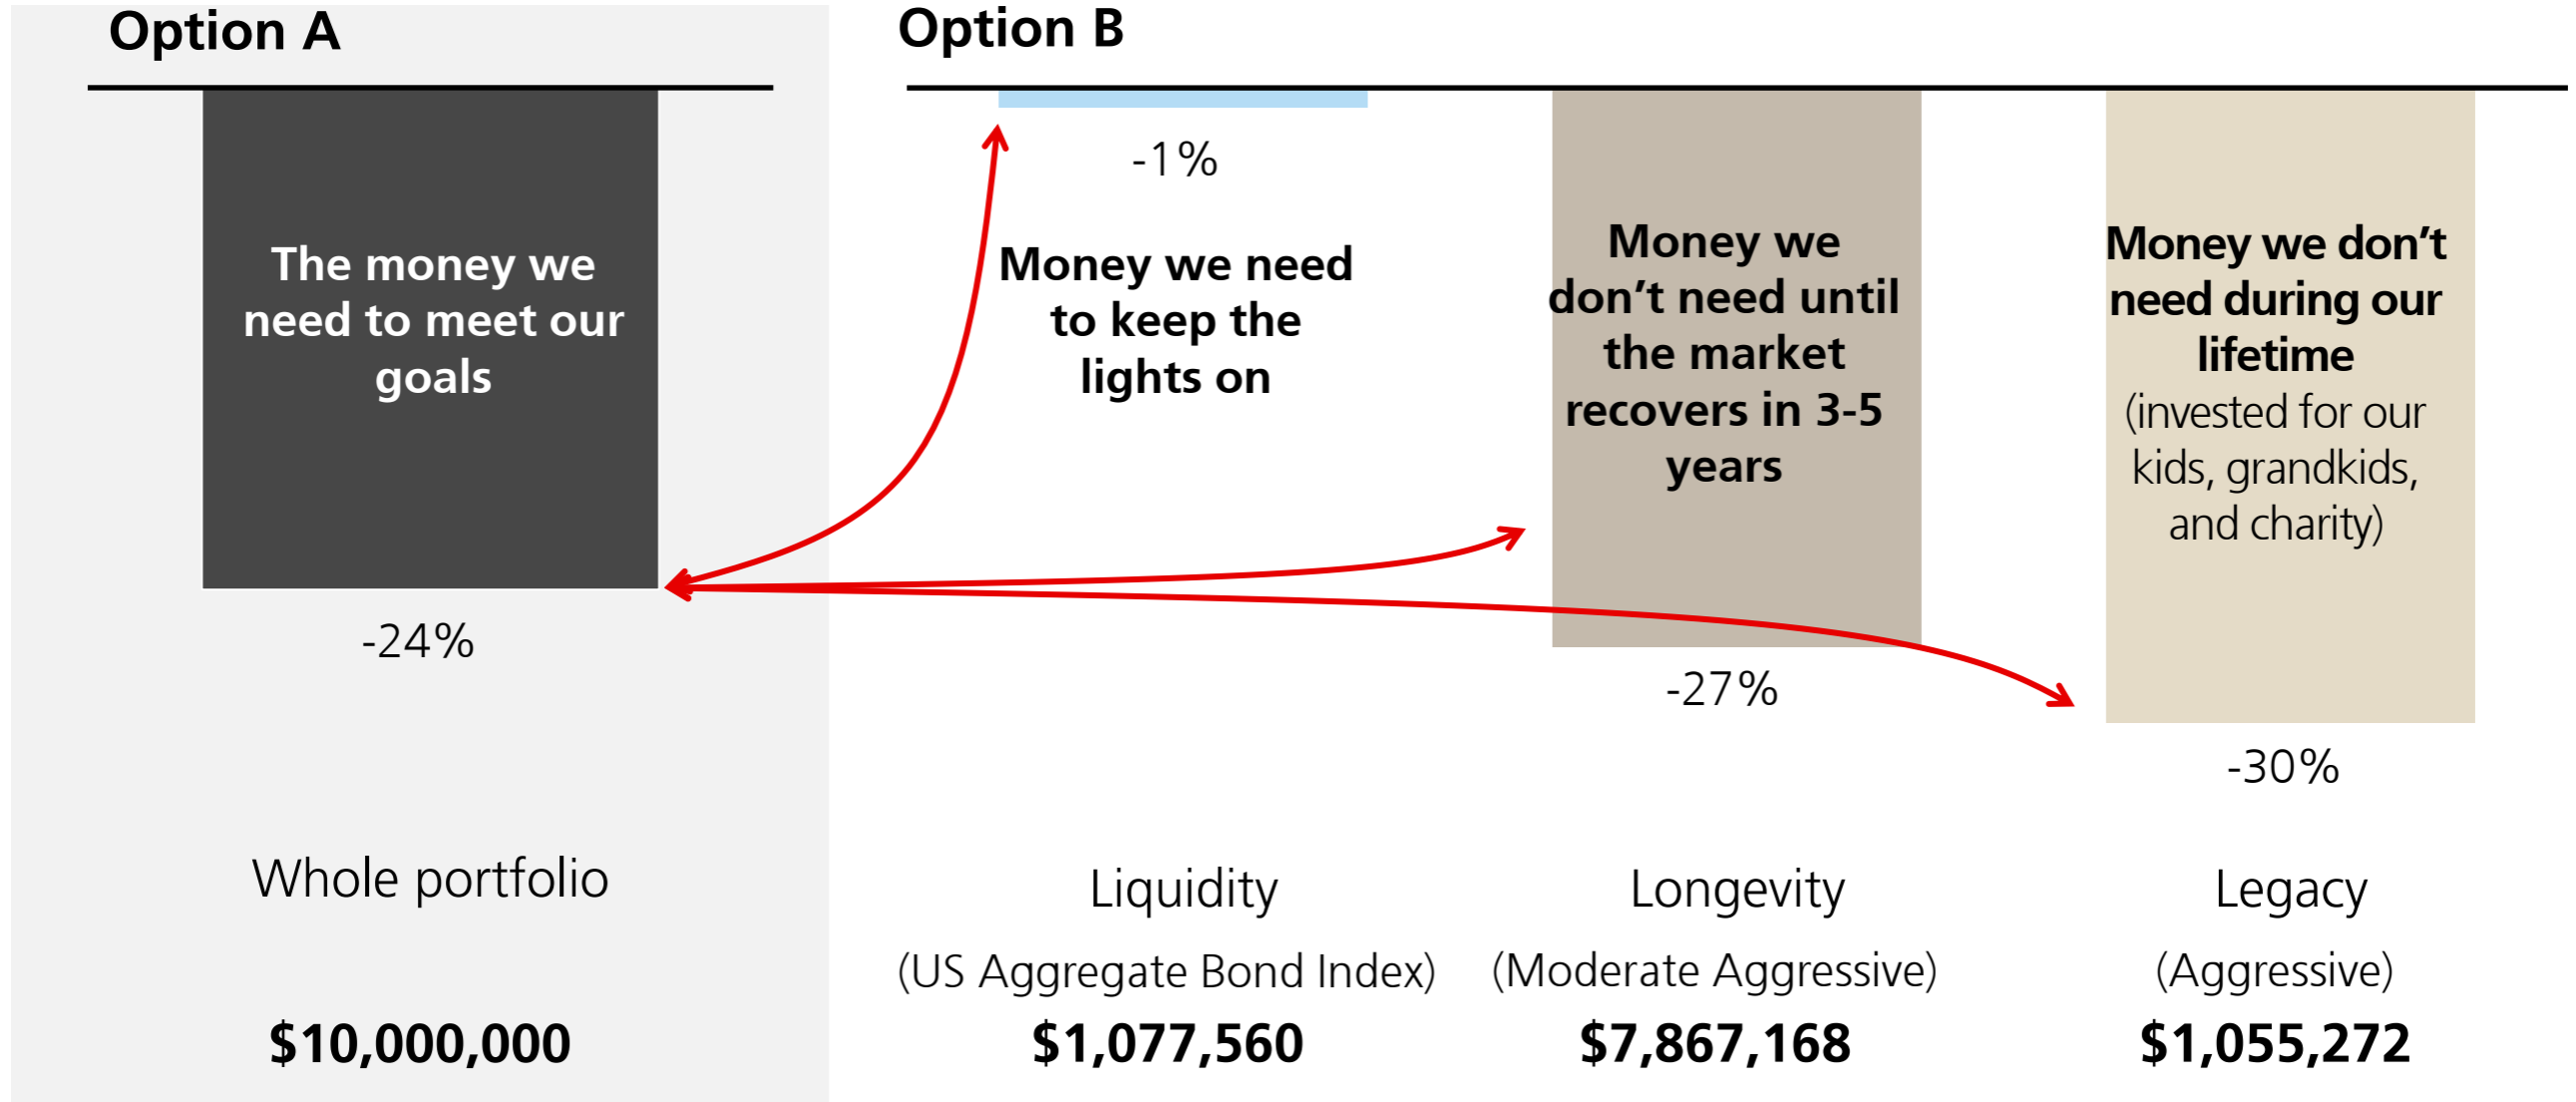 Option A
The money we
need to meet our
goals
-24%
Whole portfolio
$10,000,000
Option B
-1%
Money we need
to keep the
lights on
Liquidity
(US Aggregate Bond Index)
$1,077,560
Money we
don’t need until
the market
recovers in 3-5
years
-27%
Longevity
(Moderate Aggressive)
$7,867,168
Money we don’t
need during our
lifetime
(invested for our
kids, grandkids,
and charity)
-30%
Legacy
(Aggressive)
$1,055,272